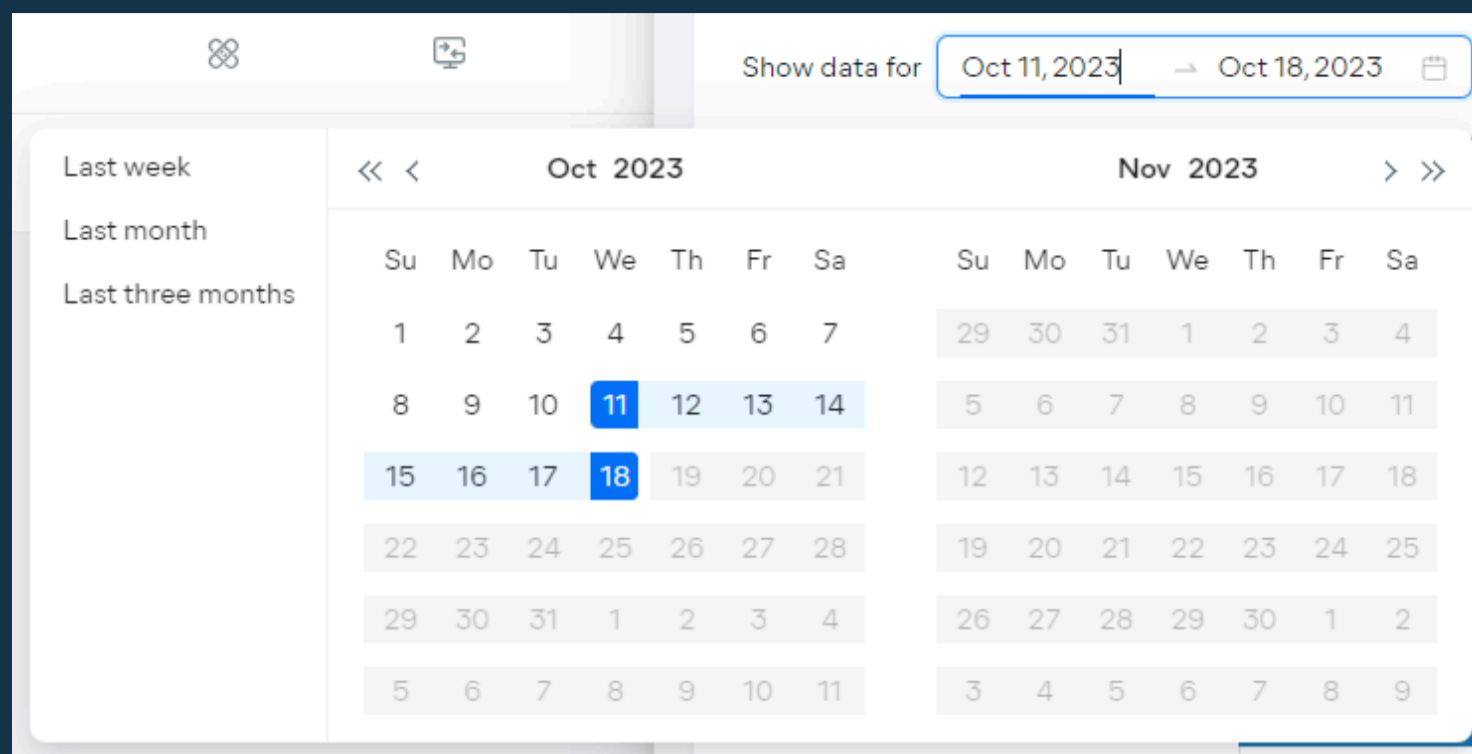 Show data for Oct 11, 2023 → Oct 18, 2023
Last week
Last month
Last three months
Oct 2023
Su Mo Tu We Th Fr Sa
1 2 3 4 5 6 7
8 9 10 11 12 13 14
15 16 17 18 19 20 21
22 23 24 25 26 27 28
29 30 31 1 2 3 4
5 6 7 8 9 10 11
Nov 2023
Su Mo Tu We Th Fr Sa
29 30 31 1 2 3 4
5 6 7 8 9 10 11
12 13 14 15 16 17 18
19 20 21 22 23 24 25
26 27 28 29 30 1 2
3 4 5 6 7 8 9